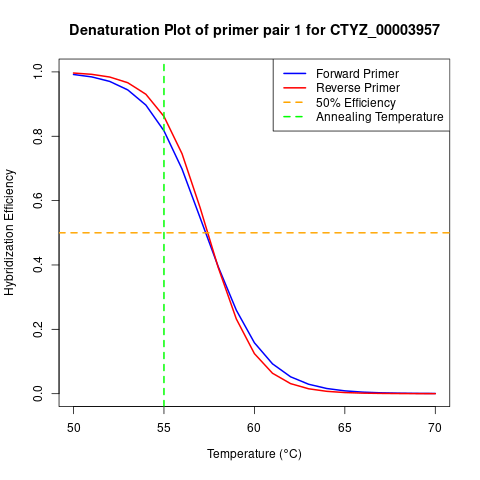 Denaturation Plot of primer pair 1 for CTYZ_00003957
Forward Primer
Reverse Primer
50% Efficiency
Annealing Temperature
Hybridization Efficiency
1.0
0.8
0.6
0.4
0.2
0.0
50 55 60 65 70
Temperature (°C)